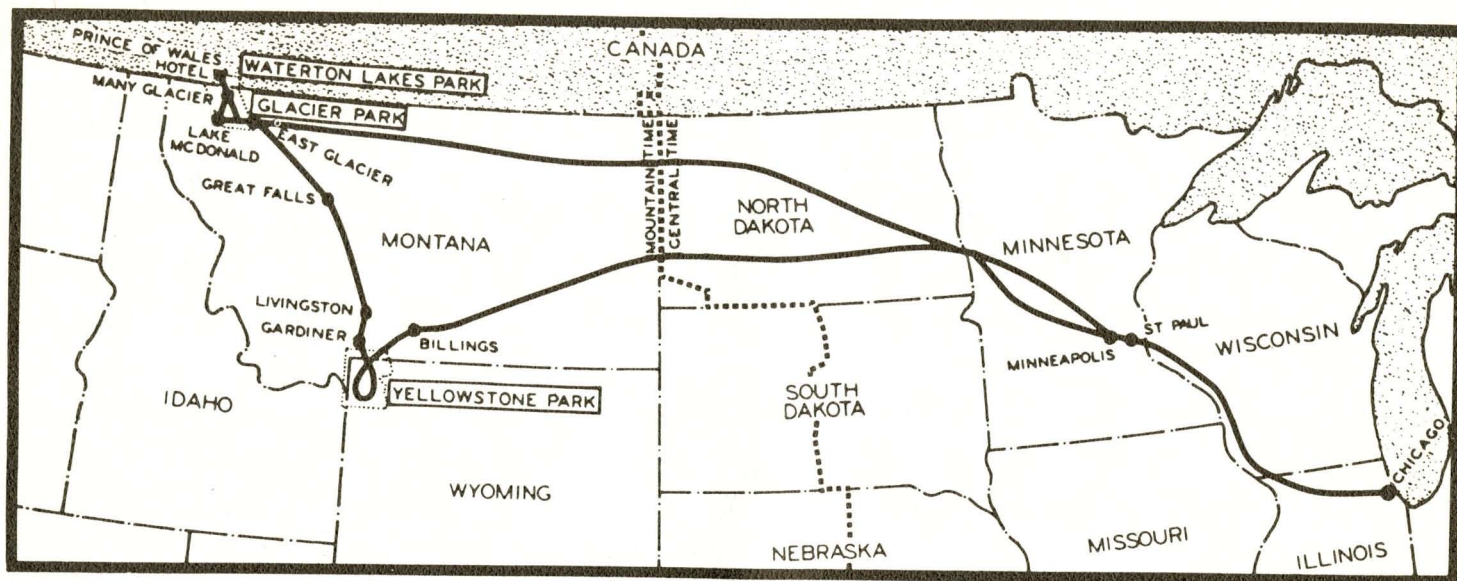 CANADA
PRINCE OF WALES
HOTEL
WATERTON LAKES PARK
MANY GLACIER
GLACIER PARK
LAKE
MCDONALD
EAST GLACIER
MOUNTAIN TIME
CENTRAL TIME
GREAT FALLS
MONTANA
NORTH
DAKOTA
MINNESOTA
LIVINGSTON
GARDINER
BILLINGS
ST PAUL
MINNEAPOLIS
WISCONSIN
IDAHO
YELLOWSTONE PARK
SOUTH
DAKOTA
CHICAGO
WYOMING
NEBRASKA
MISSOURI
ILLINOIS